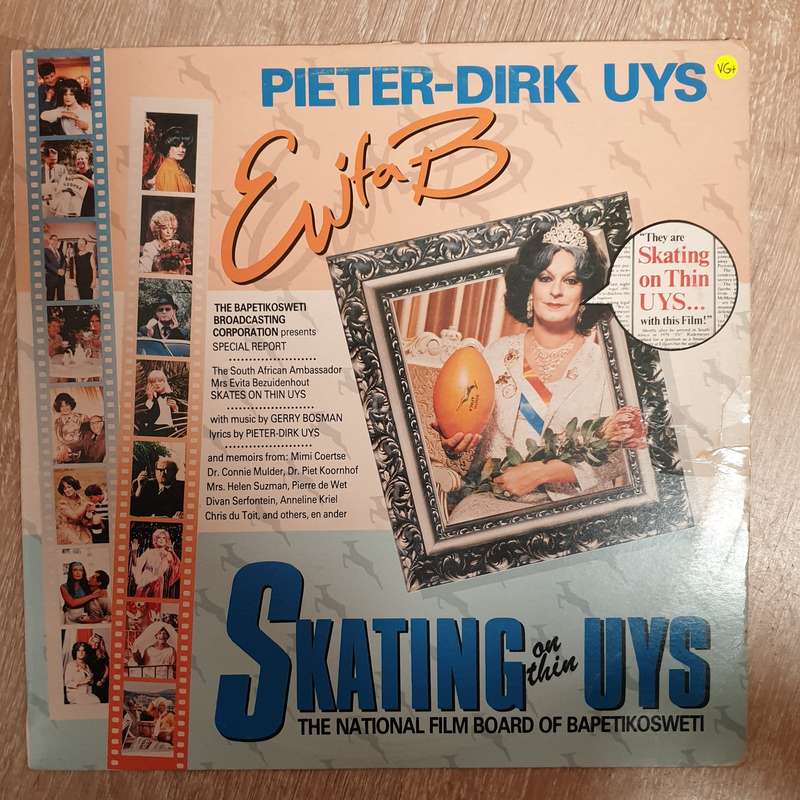 PIETER-DIRK UYS
VG+
Evita B
"They are
Skating
on Thin
UYS...
with this Film!"
THE BAPETIKOSWETI
BROADCASTING
CORPORATION presents
SPECIAL REPORT
The South African Ambassador
Mrs Evita Bezuidenhout
SKATES ON THIN UYS
with music by GERRY BOSMAN
lyrics by PIETER-DIRK UYS
and memoirs from: Mimi Coertse
Dr. Connie Mulder, Dr. Piet Koornhof
Mrs. Helen Suzman, Pierre de Wet
Divan Serfontein, Anneline Kriel
Chris du Toit, and others, en ander
SKATING on thin UYS
THE NATIONAL FILM BOARD OF BAPETIKOSWETI